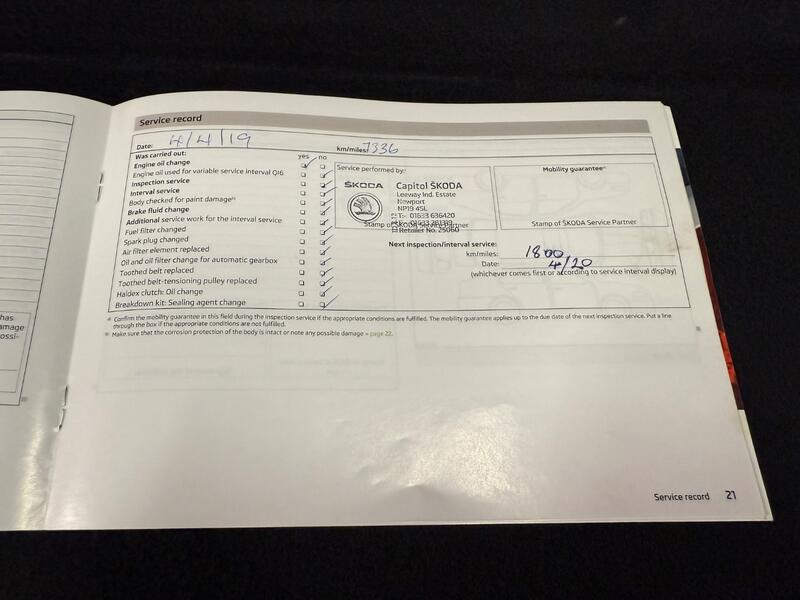 Service record
Date: 4/4/19 km/miles: 7336
Was carried out: yes no
Engine oil change
Engine oil used for variable service interval QI6
Inspection service
Interval service
Body checked for paint damage
Brake fluid change
Additional service work for the interval service
Fuel filter changed
Spark plug changed
Air filter element replaced
Oil and oil filter change for automatic gearbox
Toothed belt replaced
Toothed belt-tensioning pulley replaced
Haldex clutch: Oil change
Breakdown kit: Sealing agent change
Service performed by:
ŠKODA
Capitol ŠKODA
Leeway Ind. Estate
Newport
NP19 4SL
T: 01633 636420
Stamp of ŠKODA Service Partner
Retailer No. 25060
Mobility guarantee
Stamp of ŠKODA Service Partner
Next inspection/interval service:
km/miles: 1800
Date: 4/20
(whichever comes first or according to service interval display)
Confirm the mobility guarantee in this field during the inspection service if the appropriate conditions are fulfilled. The mobility guarantee applies up to the due date of the next inspection service. Put a line
through the box if the appropriate conditions are not fulfilled.
Make sure that the corrosion protection of the body is intact or note any possible damage » page 22.
has
amage
ossi-
Service record 21